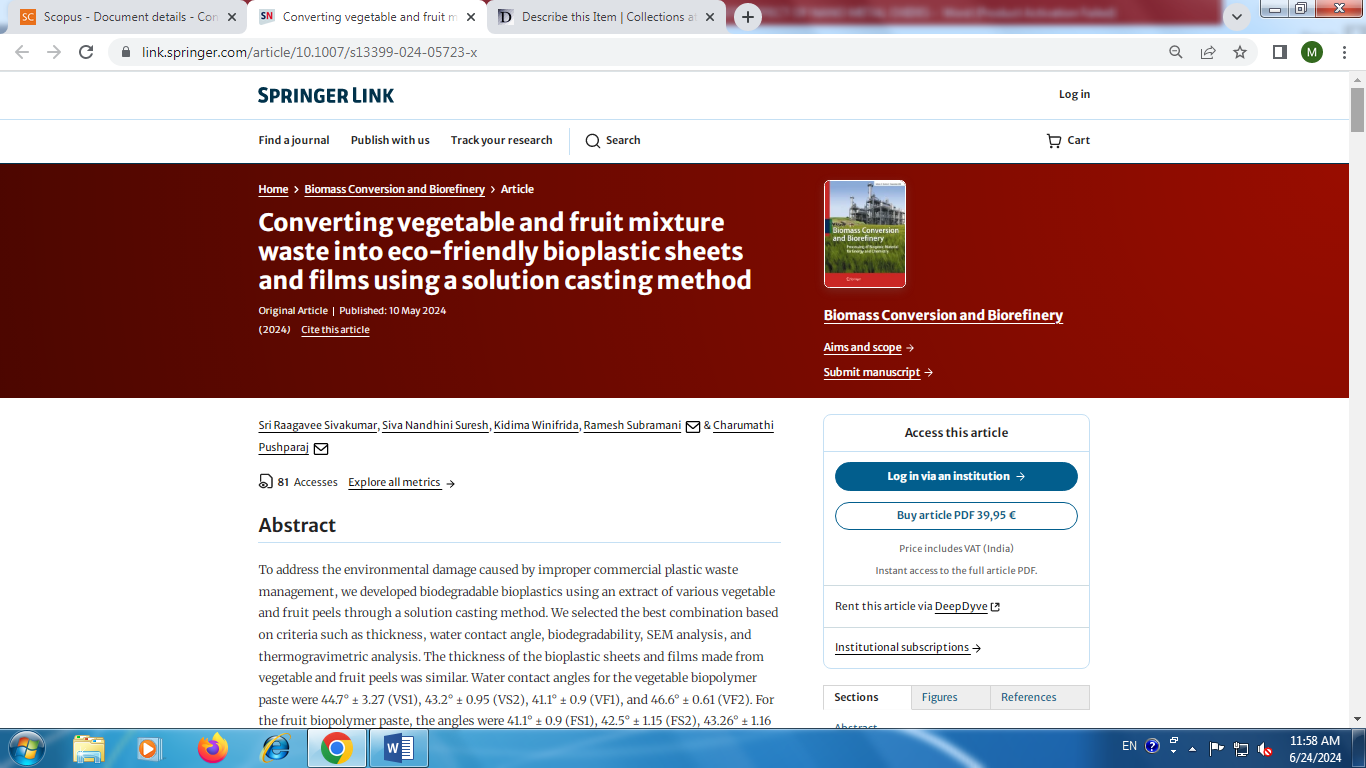 Scopus - Document details - Con
Converting vegetable and fruit m
Describe this Item | Collections at
link.springer.com/article/10.1007/s13399-024-05723-x
M
SPRINGER LINK
Log in
Find a journal
Publish with us
Track your research
Search
Cart
Home > Biomass Conversion and Biorefinery > Article
Converting vegetable and fruit mixture
waste into eco-friendly bioplastic sheets
and films using a solution casting method
Original Article | Published: 10 May 2024
(2024) Cite this article
Biomass Conversion
and Biorefinery
Biomass Conversion and Biorefinery
Aims and scope →
Submit manuscript →
Sri Raagavee Sivakumar, Siva Nandhini Suresh, Kidima Winifrida, Ramesh Subramani & Charumathi
Pushparaj
81 Accesses Explore all metrics →
Abstract
To address the environmental damage caused by improper commercial plastic waste
management, we developed biodegradable bioplastics using an extract of various vegetable
and fruit peels through a solution casting method. We selected the best combination based
on criteria such as thickness, water contact angle, biodegradability, SEM analysis, and
thermogravimetric analysis. The thickness of the bioplastic sheets and films made from
vegetable and fruit peels was similar. Water contact angles for the vegetable biopolymer
paste were 44.7° ± 3.27 (VS1), 43.2° ± 0.95 (VS2), 41.1° ± 0.9 (VF1), and 46.6° ± 0.61 (VF2). For
the fruit biopolymer paste, the angles were 41.1° ± 0.9 (FS1), 42.5° ± 1.15 (FS2), 43.26° ± 1.16
Access this article
Log in via an institution →
Buy article PDF 39,95 €
Price includes VAT (India)
Instant access to the full article PDF.
Rent this article via DeepDyve
Institutional subscriptions →
Sections
Figures
References
Abstract
EN
11:58 AM
6/24/2024